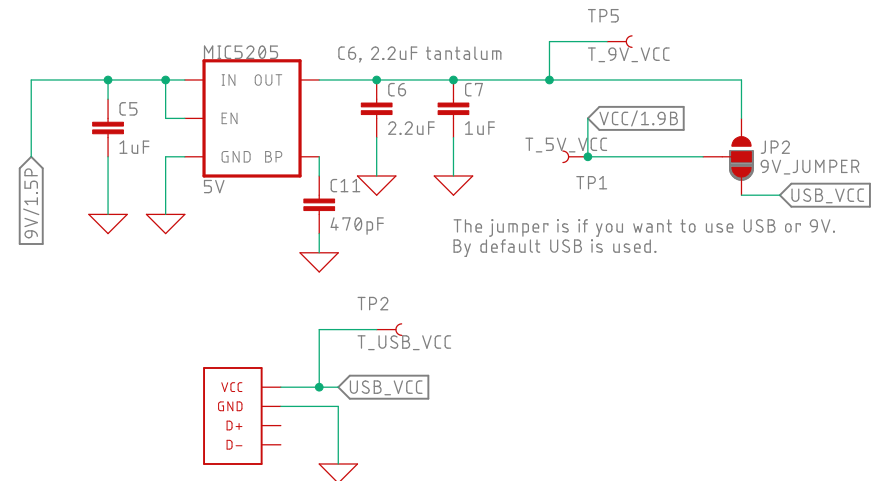 TP5
T_9V_VCC
MIC5205
C6, 2.2uF tantalum
IN OUT
EN
GND BP
5V
C5
1uF
C6
2.2uF
C7
1uF
C11
470pF
9V/1.5P
VCC/1.9B
T_5V_VCC
TP1
JP2
9V_JUMPER
USB_VCC
The jumper is if you want to use USB or 9V.
By default USB is used.
TP2
T_USB_VCC
VCC
GND
D+
D-
USB_VCC